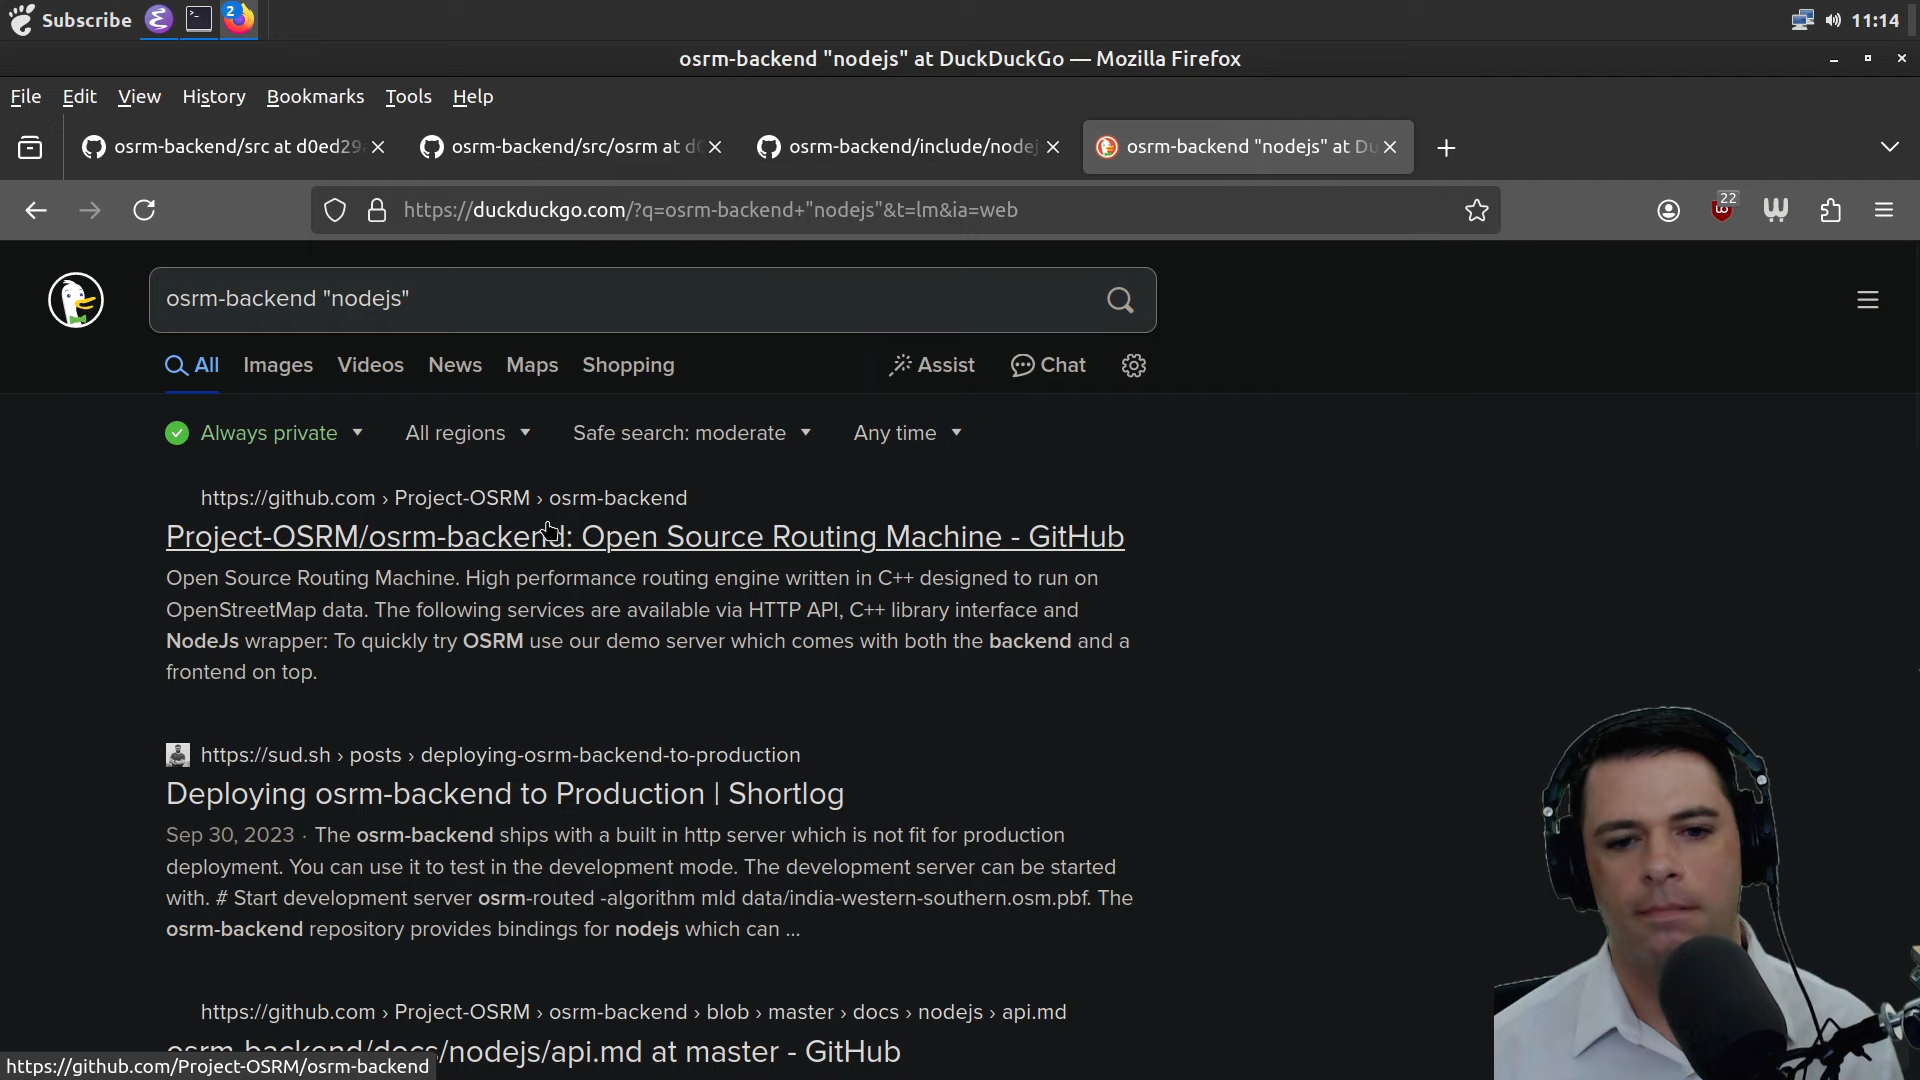 Subscribe
2
11:14
osrm-backend "nodejs" at DuckDuckGo — Mozilla Firefox
File Edit View History Bookmarks Tools Help
osrm-backend/src at d0ed29
osrm-backend/src/osrm at d0
osrm-backend/include/nodej
osrm-backend "nodejs" at Du
https://duckduckgo.com/?q=osrm-backend+"nodejs"&t=lm&ia=web
22
osrm-backend "nodejs"
All Images Videos News Maps Shopping Assist Chat
Always private All regions Safe search: moderate Any time
https://github.com › Project-OSRM › osrm-backend
Project-OSRM/osrm-backend: Open Source Routing Machine - GitHub
Open Source Routing Machine. High performance routing engine written in C++ designed to run on
OpenStreetMap data. The following services are available via HTTP API, C++ library interface and
NodeJs wrapper: To quickly try OSRM use our demo server which comes with both the backend and a
frontend on top.
https://sud.sh › posts › deploying-osrm-backend-to-production
Deploying osrm-backend to Production | Shortlog
Sep 30, 2023 · The osrm-backend ships with a built in http server which is not fit for production
deployment. You can use it to test in the development mode. The development server can be started
with. # Start development server osrm-routed -algorithm mld data/india-western-southern.osm.pbf. The
osrm-backend repository provides bindings for nodejs which can ...
https://github.com › Project-OSRM › osrm-backend › blob › master › docs › nodejs › api.md
osrm-backend/docs/nodejs/api.md at master - GitHub
https://github.com/Project-OSRM/osrm-backend